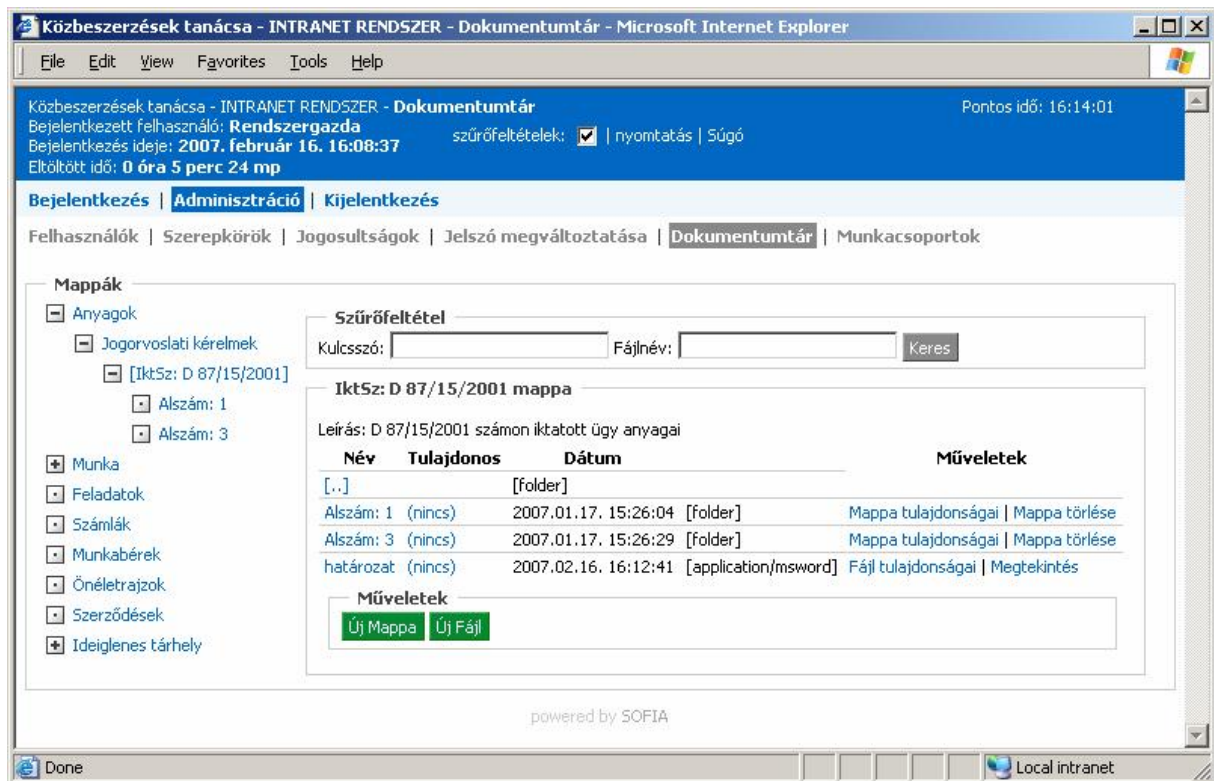 Közbeszerzések tanácsa - INTRANET RENDSZER - Dokumentumtár - Microsoft Internet Explorer
File Edit View Favorites Tools Help
Közbeszerzések tanácsa - INTRANET RENDSZER - Dokumentumtár
Pontos idő: 16:14:01
Bejelentkezett felhasználó: Rendszergazda
szűrőfeltételek: | nyomtatás | Súgó
Bejelentkezés ideje: 2007. február 16. 16:08:37
Eltöltött idő: 0 óra 5 perc 24 mp
Bejelentkezés | Adminisztráció | Kijelentkezés
Felhasználók | Szerepkörök | Jogosultságok | Jelszó megváltoztatása | Dokumentumtár | Munkacsoportok
Mappák
Anyagok
Jogorvoslati kérelmek
[IktSz: D 87/15/2001]
Alszám: 1
Alszám: 3
Munka
Feladatok
Számlák
Munkabérek
Önéletrajzok
Szerződések
Ideiglenes tárhely
Szűrőfeltétel
Kulcsszó: Fájlnév: Keres
IktSz: D 87/15/2001 mappa
Leírás: D 87/15/2001 számon iktatott ügy anyagai
Név Tulajdonos Dátum Műveletek
[..] [folder]
Alszám: 1 (nincs) 2007.01.17. 15:26:04 [folder] Mappa tulajdonságai | Mappa törlése
Alszám: 3 (nincs) 2007.01.17. 15:26:29 [folder] Mappa tulajdonságai | Mappa törlése
határozat (nincs) 2007.02.16. 16:12:41 [application/msword] Fájl tulajdonságai | Megtekintés
Műveletek
Új Mappa Új Fájl
powered by SOFIA
Done
Local intranet